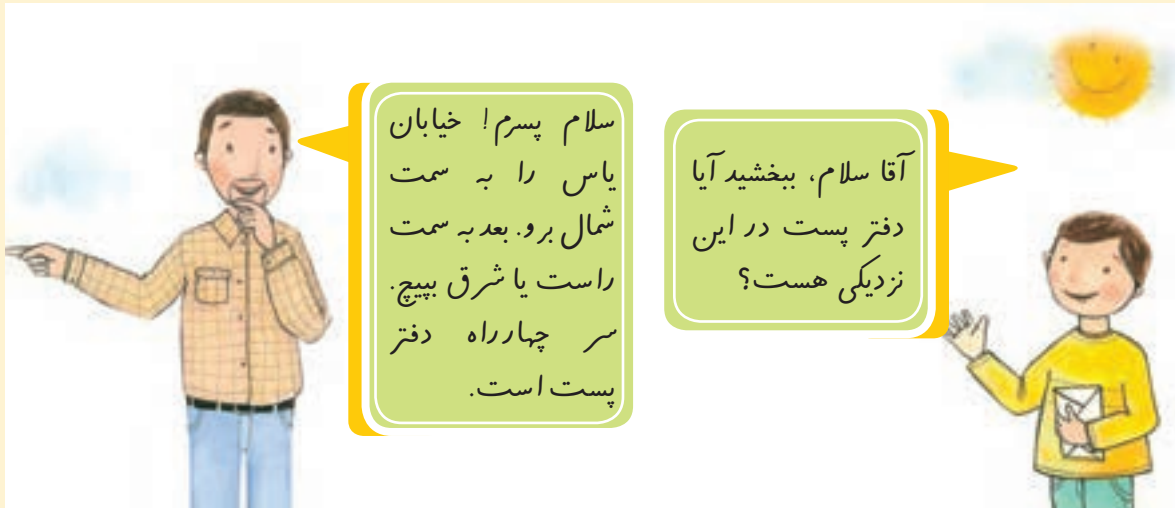 آقا سلام، ببخشید آیا
دفتر پست در این
نزدیکی هست؟
سلام پسرم! خیابان
یاس را به سمت
شمال برو. بعد به سمت
راست یا شرق بپیچ.
سر چهارراه دفتر
پست است.